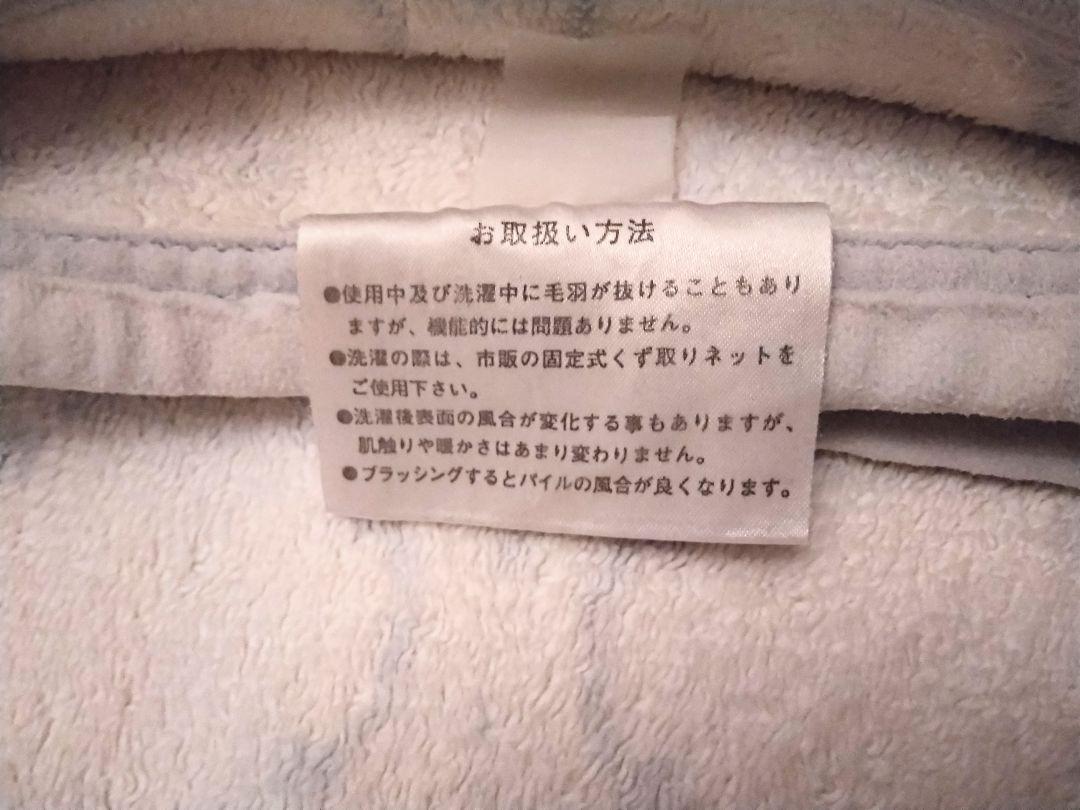 お取扱い方法
●使用中及び洗濯中に毛羽が抜けることもあり
ますが、機能的には問題ありません。
●洗濯の際は、市販の固定式くず取りネットを
ご使用下さい。
●洗濯後表面の風合が変化する事もありますが、
肌触りや暖かさはあまり変わりません。
●ブラッシングするとパイルの風合が良くなります。